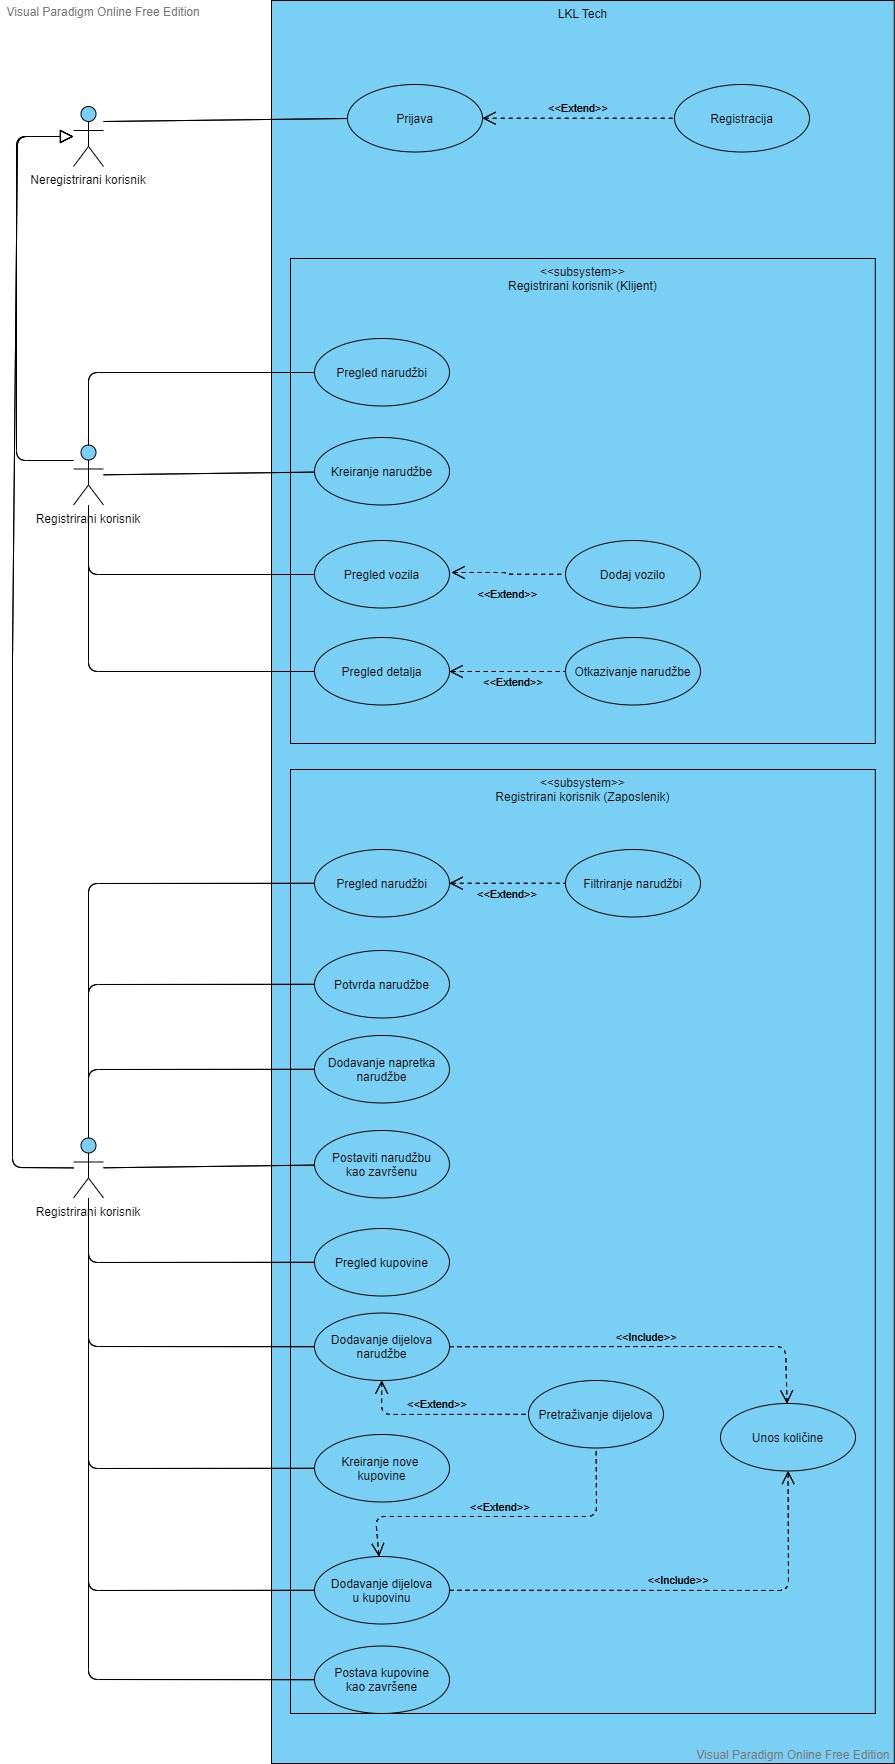 Visual Paradigm Online Free Edition
LKL Tech
Prijava
<<Extend>>
Registracija
Neregistrirani korisnik
<<subsystem>>
Registrirani korisnik (Klijent)
Pregled narudžbi
Kreiranje narudžbe
Registrirani korisnik
Pregled vozila
<<Extend>>
Dodaj vozilo
Pregled detalja
<<Extend>>
Otkazivanje narudžbe
<<subsystem>>
Registrirani korisnik (Zaposlenik)
Pregled narudžbi
<<Extend>>
Filtriranje narudžbi
Potvrda narudžbe
Dodavanje napretka
narudžbe
Postaviti narudžbu
kao završenu
Registrirani korisnik
Pregled kupovine
Dodavanje dijelova
narudžbe
<<Include>>
<<Extend>>
Pretraživanje dijelova
Unos količine
Kreiranje nove
kupovine
<<Extend>>
Dodavanje dijelova
u kupovinu
<<Include>>
Postava kupovine
kao završene
Visual Paradigm Online Free Edition